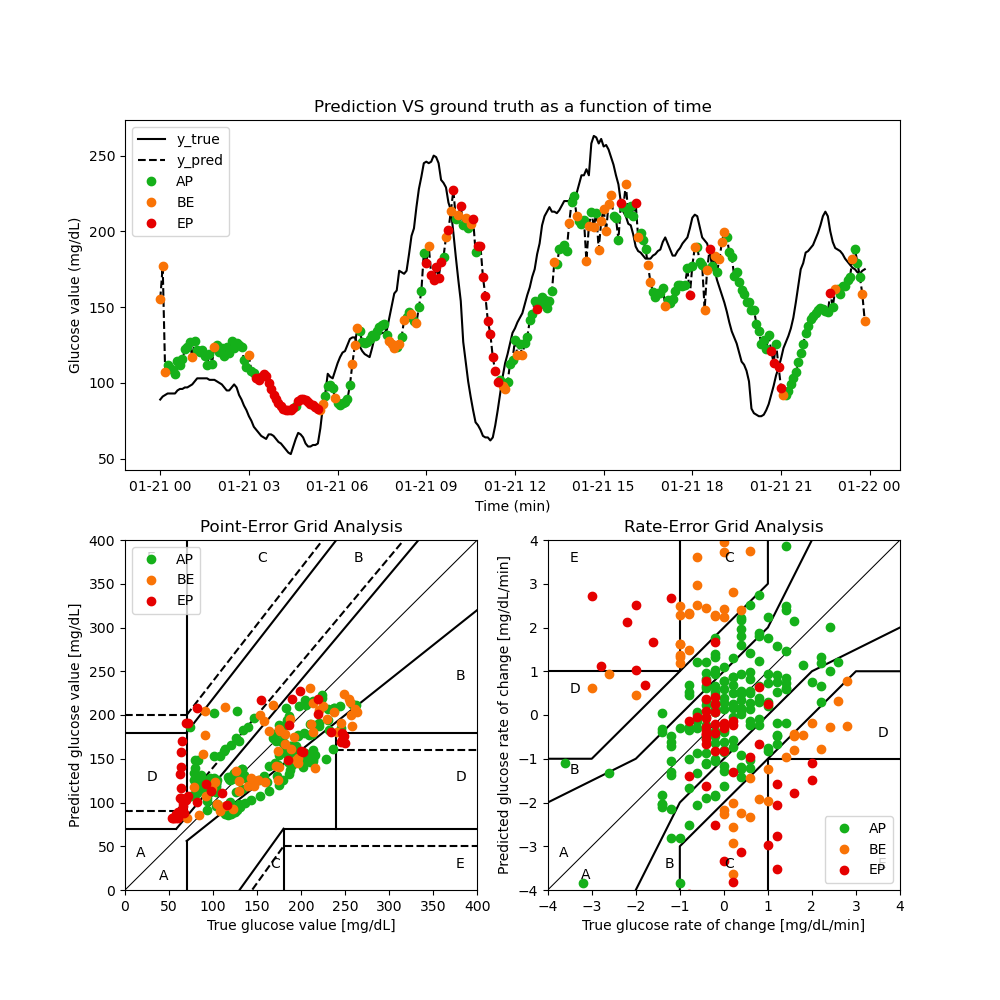 Prediction VS ground truth as a function of time
Glucose value (mg/dL)
250
200
150
100
50
y_true
y_pred
AP
BE
EP
01-21 00 01-21 03 01-21 06 01-21 09 01-21 12 01-21 15 01-21 18 01-21 21 01-22 00
Time (min)
Point-Error Grid Analysis
Predicted glucose value [mg/dL]
400
350
300
250
200
150
100
50
0
AP
BE
EP
C
B
B
D
D
A
A
C
E
0 50 100 150 200 250 300 350 400
True glucose value [mg/dL]
Rate-Error Grid Analysis
Predicted glucose rate of change [mg/dL/min]
4
3
2
1
0
−1
−2
−3
−4
E
C
D
D
B
A
A
B
C
AP
BE
EP
−4 −3 −2 −1 0 1 2 3 4
True glucose rate of change [mg/dL/min]